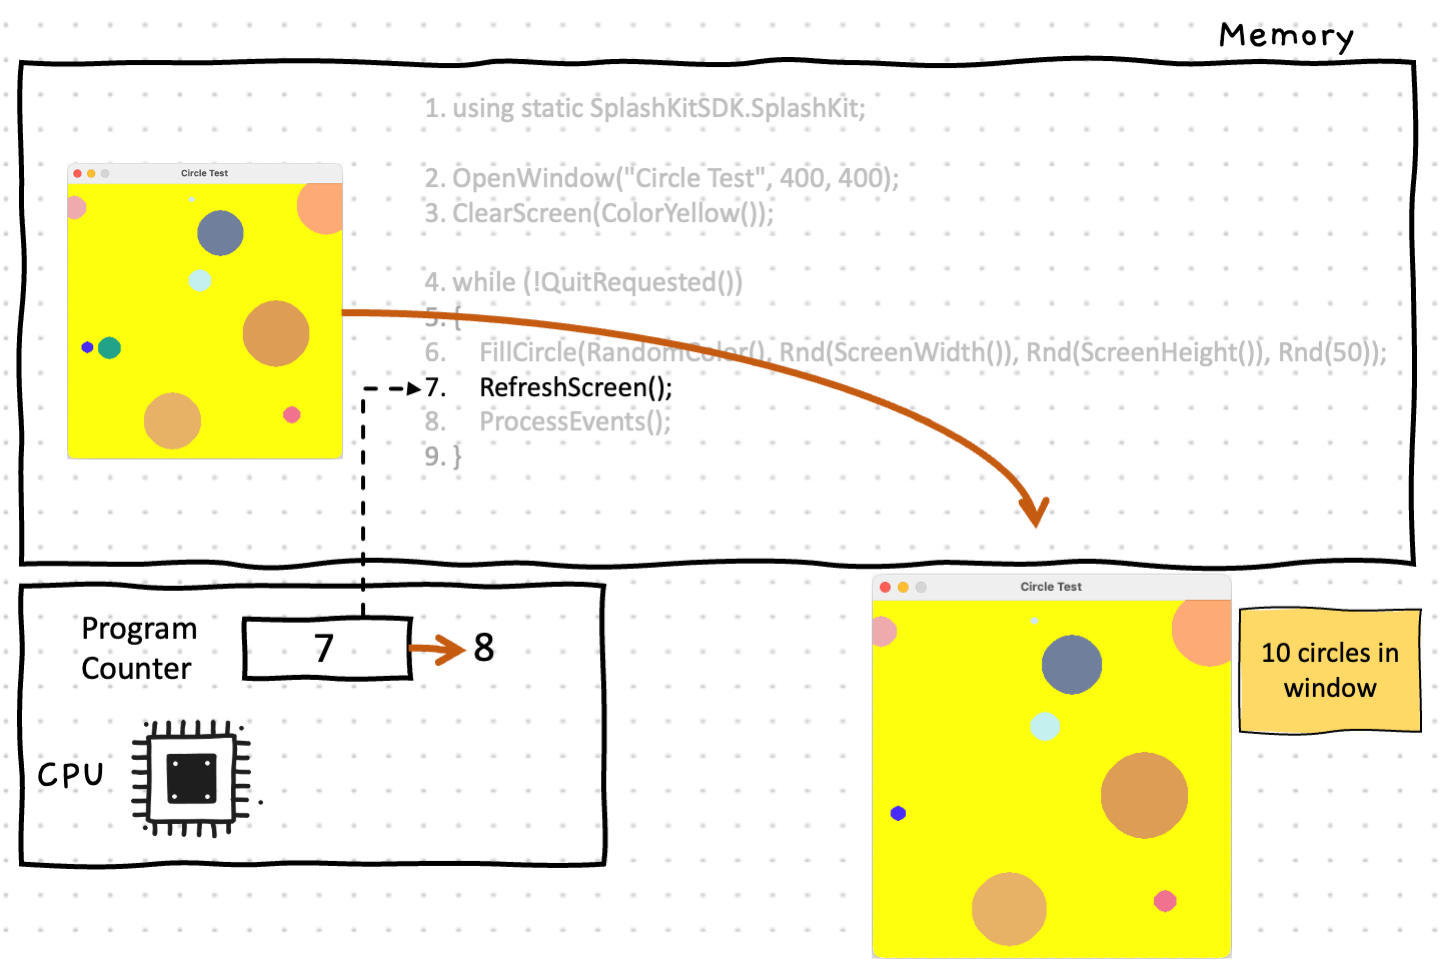 Memory
1. using static SplashKitSDK.SplashKit;
Circle Test
2. OpenWindow("Circle Test", 400, 400);
3. ClearScreen(ColorYellow());
4. while (!QuitRequested())
5. {
6. FillCircle(RandomColor(), Rnd(ScreenWidth()), Rnd(ScreenHeight()), Rnd(50));
7. RefreshScreen();
8. ProcessEvents();
9. }
Program
Counter
7
8
CPU
Circle Test
10 circles in
window